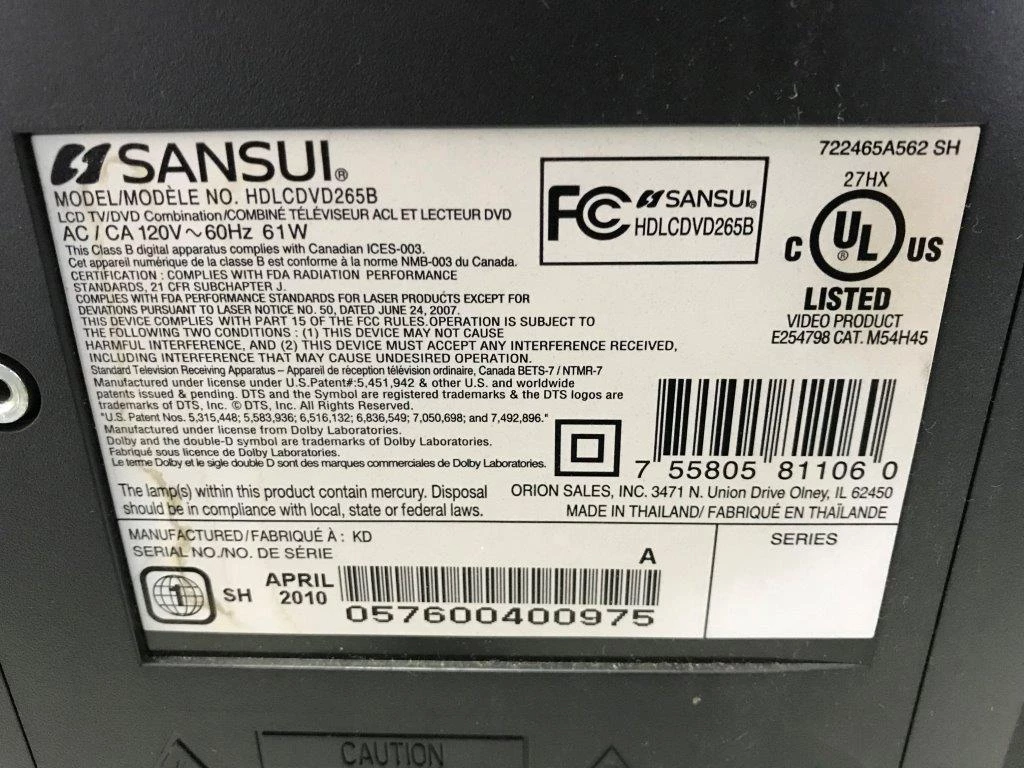 SANSUI®
MODEL/MODÈLE NO. HDLCDVD265B
LCD TV/DVD Combination/COMBINÉ TÉLÉVISEUR ACL ET LECTEUR DVD
AC / CA 120V ~ 60Hz 61W
This Class B digital apparatus complies with Canadian ICES-003.
Cet appareil numérique de la classe B est conforme à la norme NMB-003 du Canada.
CERTIFICATION : COMPLIES WITH FDA RADIATION PERFORMANCE
STANDARDS, 21 CFR SUBCHAPTER J.
COMPLIES WITH FDA PERFORMANCE STANDARDS FOR LASER PRODUCTS EXCEPT FOR
DEVIATIONS PURSUANT TO LASER NOTICE NO. 50, DATED JUNE 24, 2007.
THIS DEVICE COMPLIES WITH PART 15 OF THE FCC RULES.OPERATION IS SUBJECT TO
THE FOLLOWING TWO CONDITIONS : (1) THIS DEVICE MAY NOT CAUSE
HARMFUL INTERFERENCE, AND (2) THIS DEVICE MUST ACCEPT ANY INTERFERENCE RECEIVED,
INCLUDING INTERFERENCE THAT MAY CAUSE UNDESIRED OPERATION.
Standard Television Receiving Apparatus – Appareil de réception télévision ordinaire, Canada BETS-7 / NTMR-7
Manufactured under license under U.S.Patent#:5,451,942 & other U.S. and worldwide
patents issued & pending. DTS and the Symbol are registered trademarks & the DTS logos are
trademarks of DTS, Inc. © DTS, Inc. All Rights Reserved.
"U.S. Patent Nos. 5,315,448; 5,583,936; 6,516,132; 6,836,549; 7,050,698; and 7,492,896."
Manufactured under license from Dolby Laboratories.
Dolby and the double-D symbol are trademarks of Dolby Laboratories.
Fabriqué sous licence de Dolby Laboratories.
Le terme Dolby et le sigle double D sont des marques commerciales de Dolby Laboratories.
The lamp(s) within this product contain mercury. Disposal
should be in compliance with local, state or federal laws.
FC SANSUI®
HDLCDVD265B
722465A562 SH
27HX
C UL® US
LISTED
VIDEO PRODUCT
E254798 CAT. M54H45
7 55805 81106 0
ORION SALES, INC. 3471 N. Union Drive Olney, IL 62450
MADE IN THAILAND/ FABRIQUÉ EN THAÏLANDE
MANUFACTURED/FABRIQUÉ À : KD
SERIAL NO./NO. DE SÉRIE
A
1 SH APRIL
2010
057600400975
SERIES
CAUTION